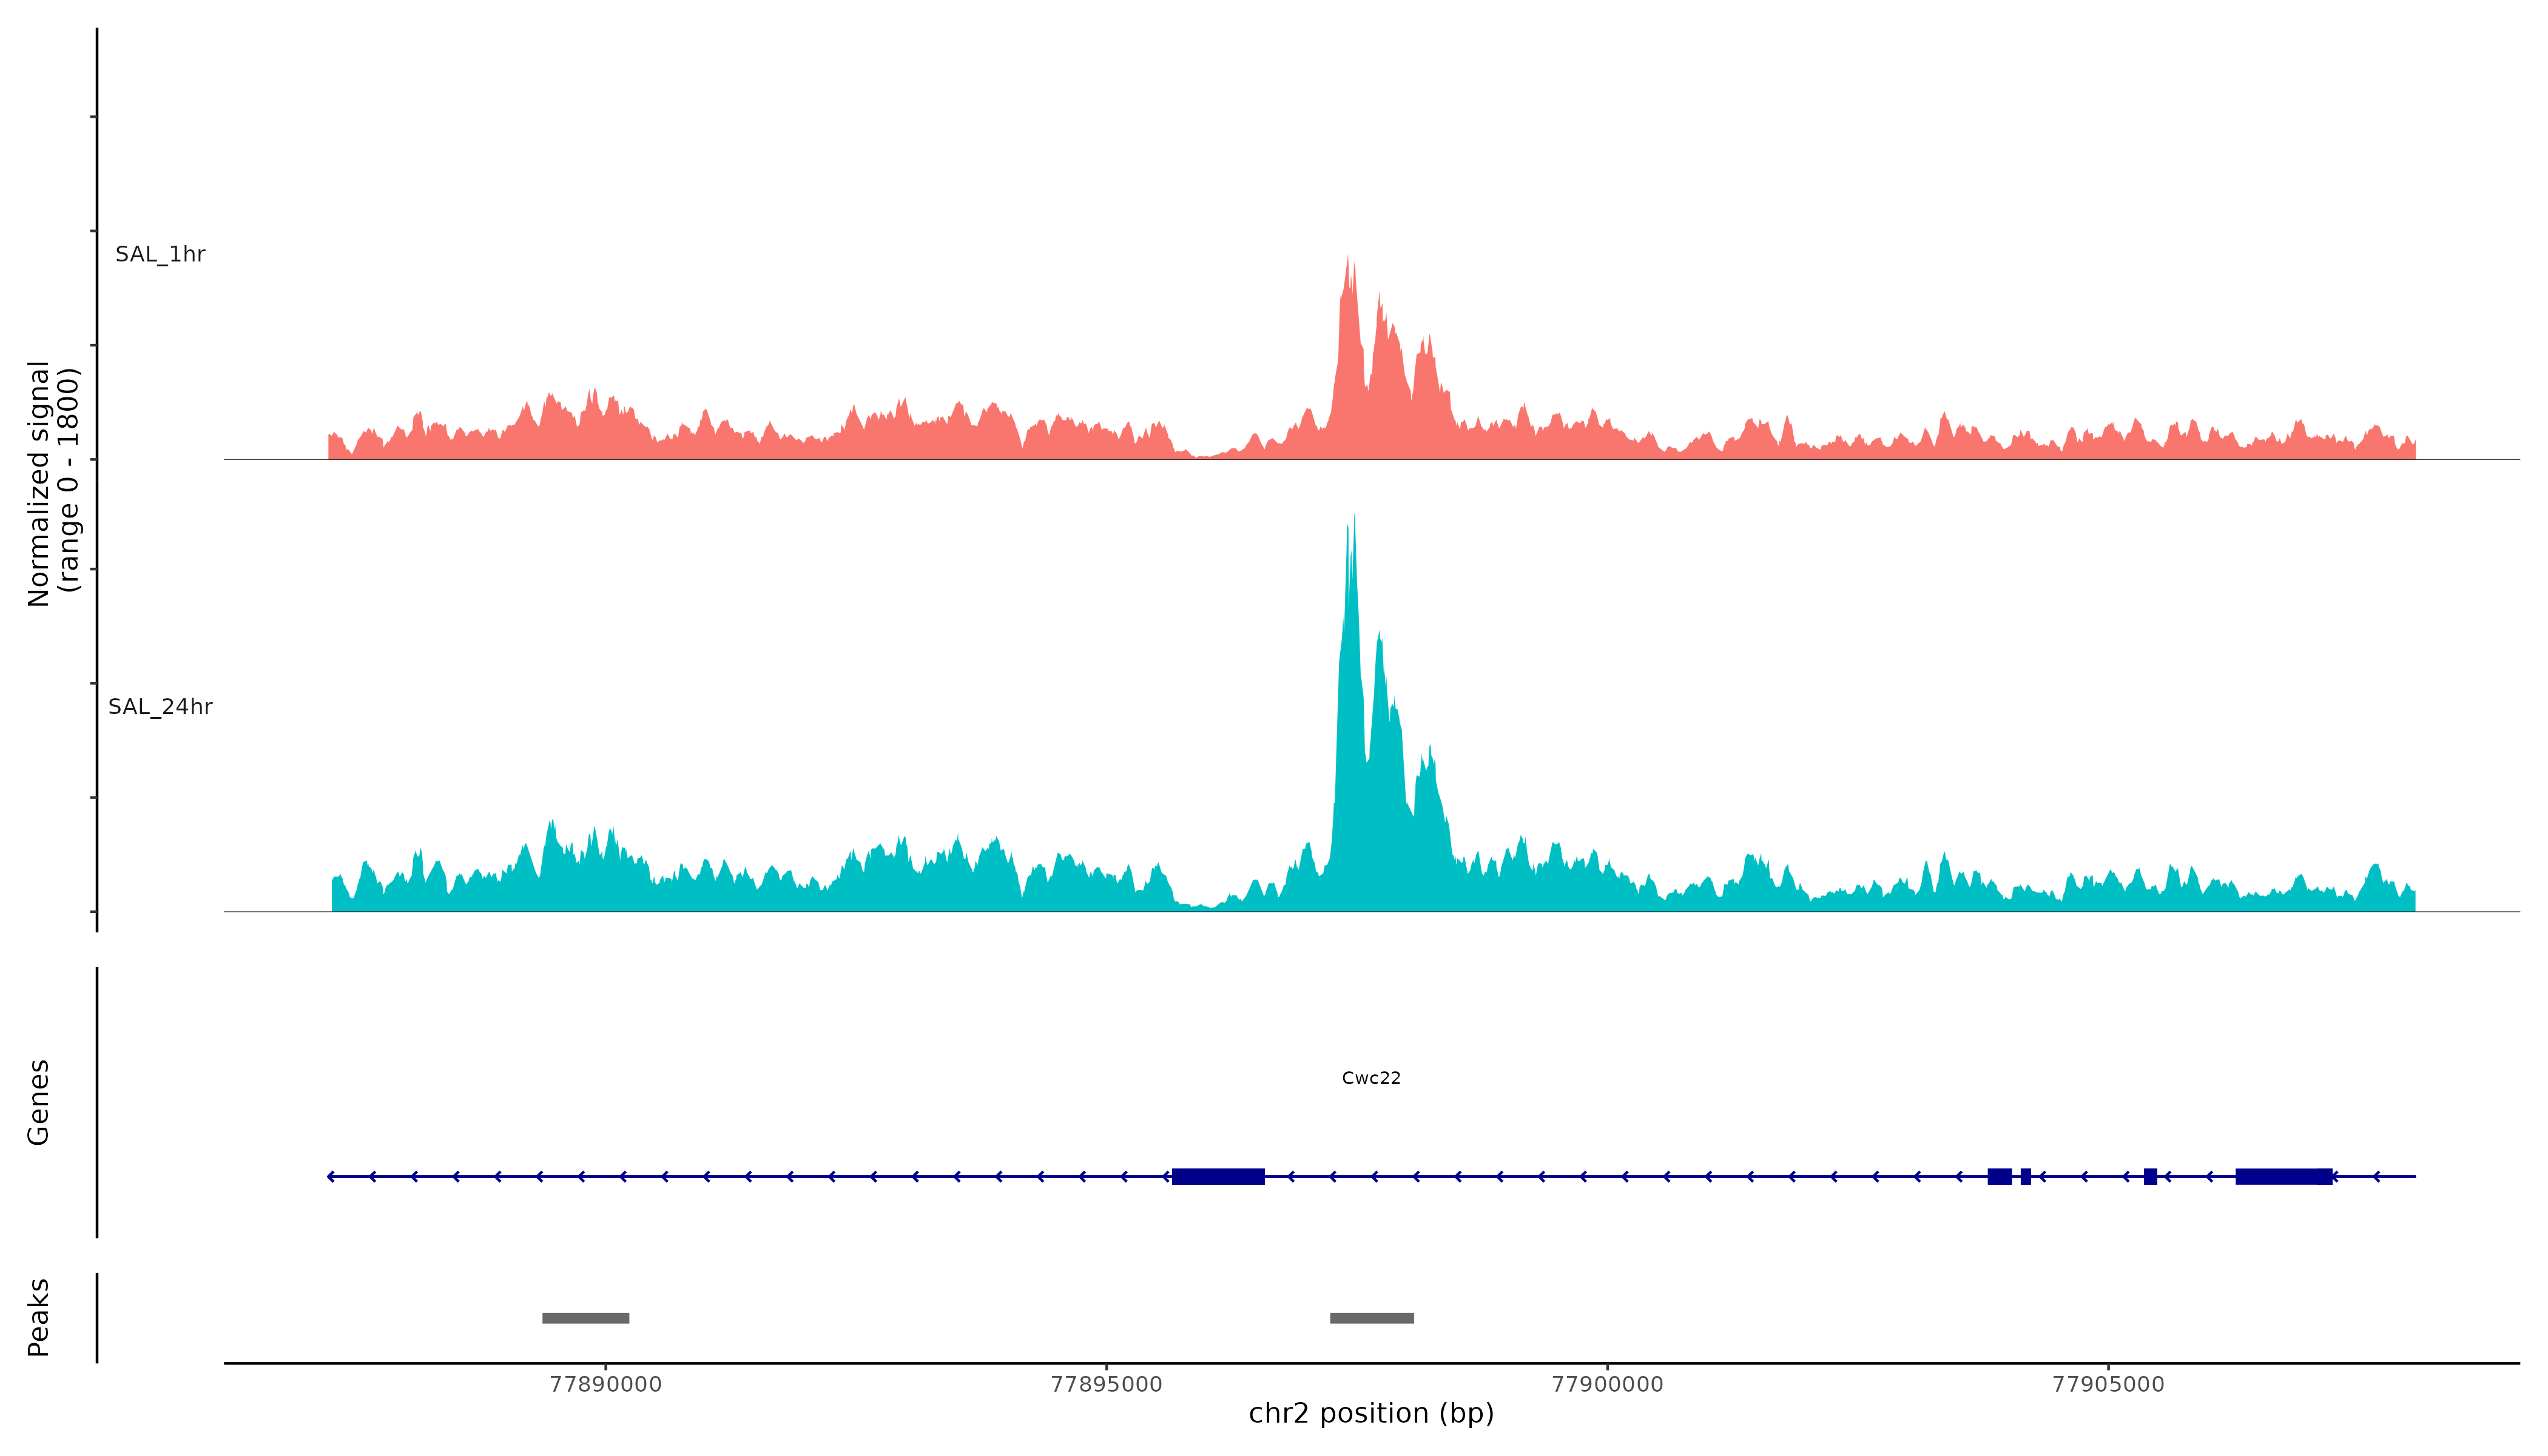 Normalized signal
(range 0 - 1800)
SAL_1hr
SAL_24hr
Genes
Cwc22
Peaks
77890000
77895000
77900000
77905000
chr2 position (bp)